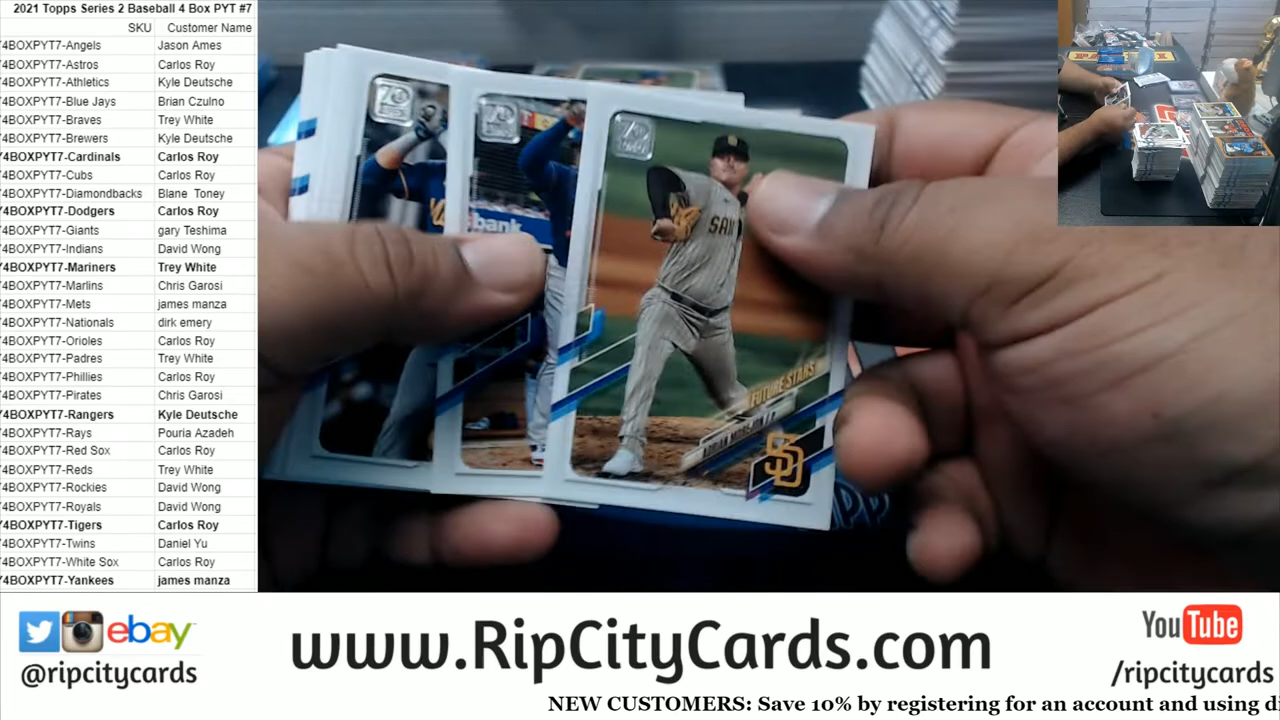 2021 Topps Series 2 Baseball 4 Box PYT #7
SKU Customer Name
4BOXPYT7-Angels Jason Ames
4BOXPYT7-Astros Carlos Roy
4BOXPYT7-Athletics Kyle Deutsche
4BOXPYT7-Blue Jays Brian Czulno
4BOXPYT7-Braves Trey White
4BOXPYT7-Brewers Kyle Deutsche
4BOXPYT7-Cardinals Carlos Roy
4BOXPYT7-Cubs Carlos Roy
4BOXPYT7-Diamondbacks Blane Toney
4BOXPYT7-Dodgers Carlos Roy
4BOXPYT7-Giants gary Teshima
4BOXPYT7-Indians David Wong
4BOXPYT7-Mariners Trey White
4BOXPYT7-Marlins Chris Garosi
4BOXPYT7-Mets james manza
4BOXPYT7-Nationals dirk emery
4BOXPYT7-Orioles Carlos Roy
4BOXPYT7-Padres Trey White
4BOXPYT7-Phillies Carlos Roy
4BOXPYT7-Pirates Chris Garosi
4BOXPYT7-Rangers Kyle Deutsche
4BOXPYT7-Rays Pouria Azadeh
4BOXPYT7-Red Sox Carlos Roy
4BOXPYT7-Reds Trey White
4BOXPYT7-Rockies David Wong
4BOXPYT7-Royals David Wong
4BOXPYT7-Tigers Carlos Roy
4BOXPYT7-Twins Daniel Yu
4BOXPYT7-White Sox Carlos Roy
4BOXPYT7-Yankees james manza
70
70
70
bank
SAN
FUTURE STARS
SD
ebay
@ripcitycards
www.RipCityCards.com
YouTube
/ripcitycards
NEW CUSTOMERS: Save 10% by registering for an account and using